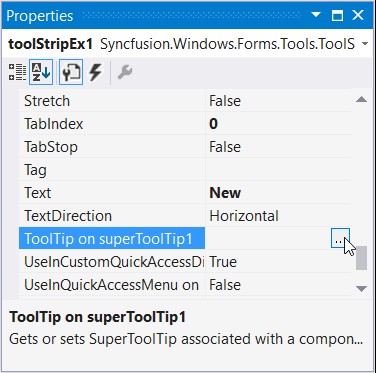 Properties
toolStripEx1 Syncfusion.Windows.Forms.Tools.ToolS
Stretch False
TabIndex 0
TabStop False
Tag
Text New
TextDirection Horizontal
ToolTip on superToolTip1 ...
UseInCustomQuickAccessDi True
UseInQuickAccessMenu on False
ToolTip on superToolTip1
Gets or sets SuperToolTip associated with a compon...